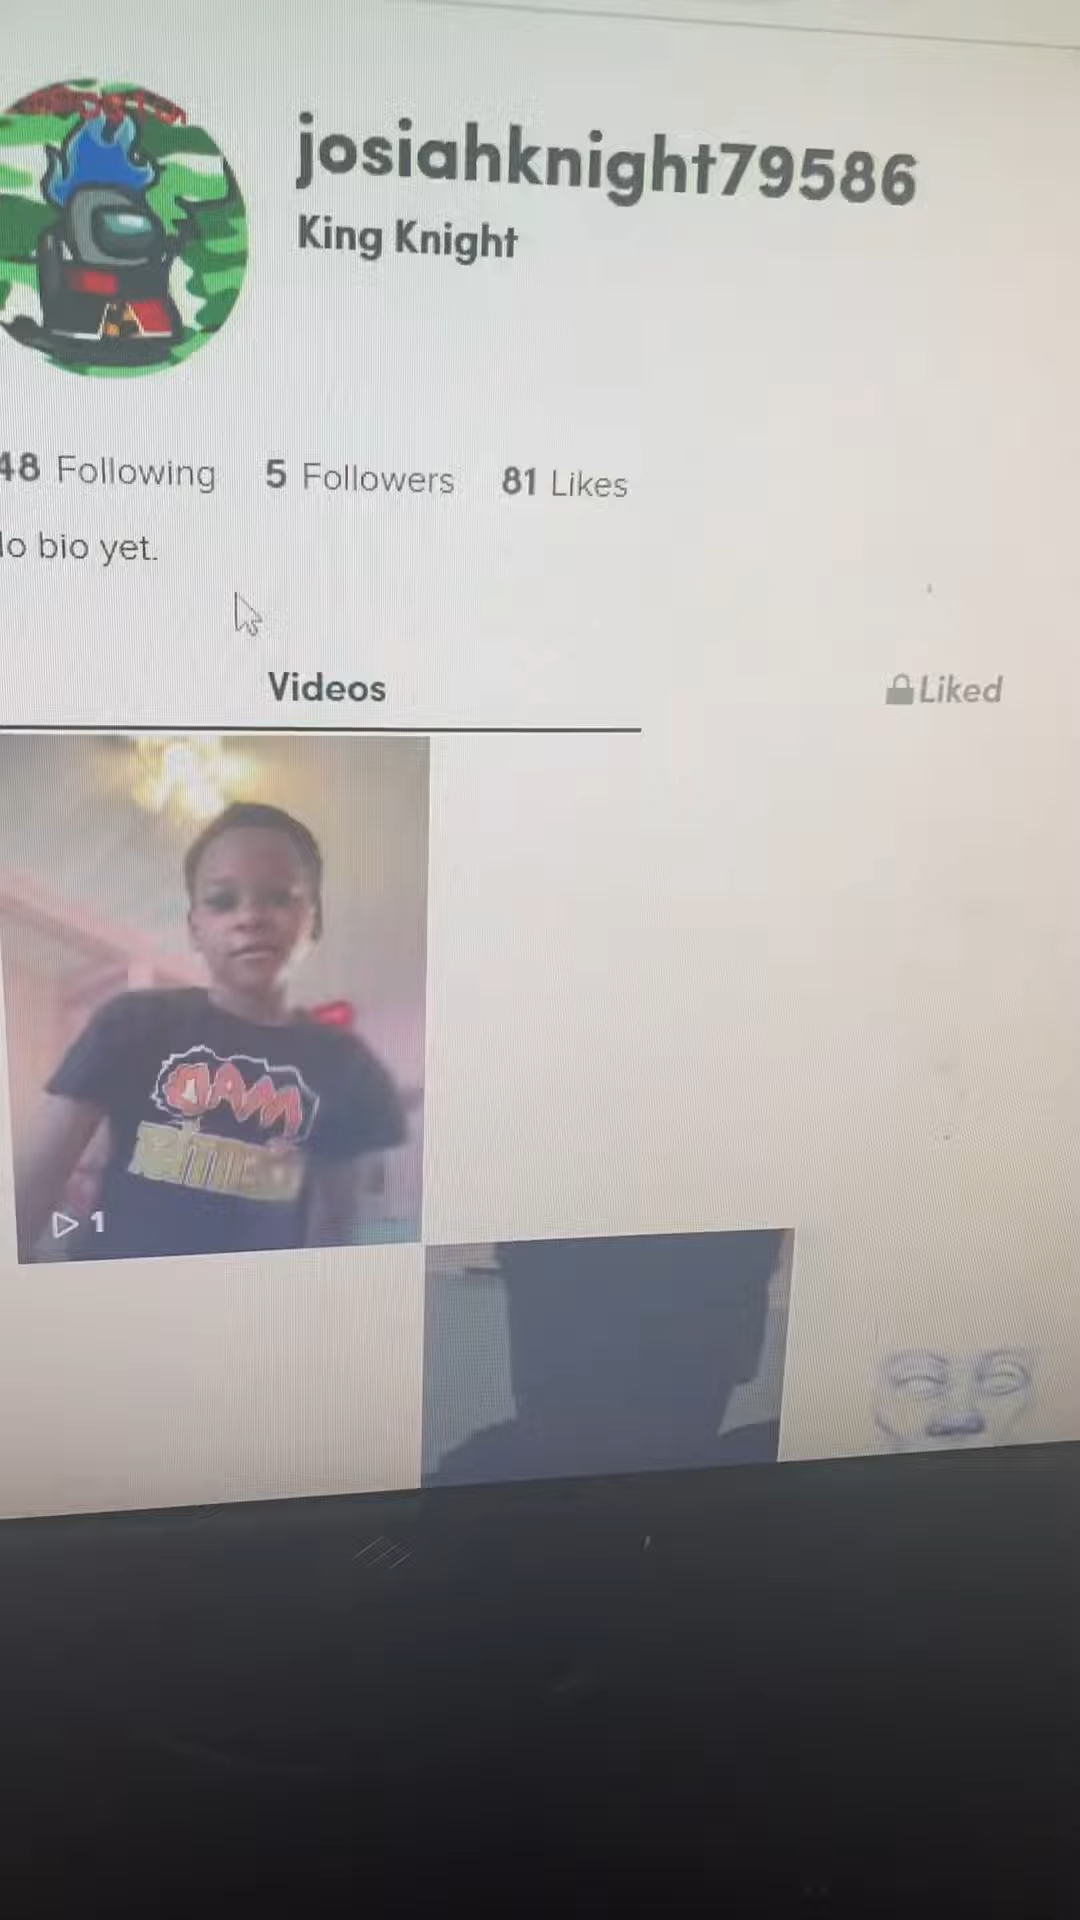 josiahknight79586
King Knight
48 Following 5 Followers 81 Likes
o bio yet.
Videos Liked
1